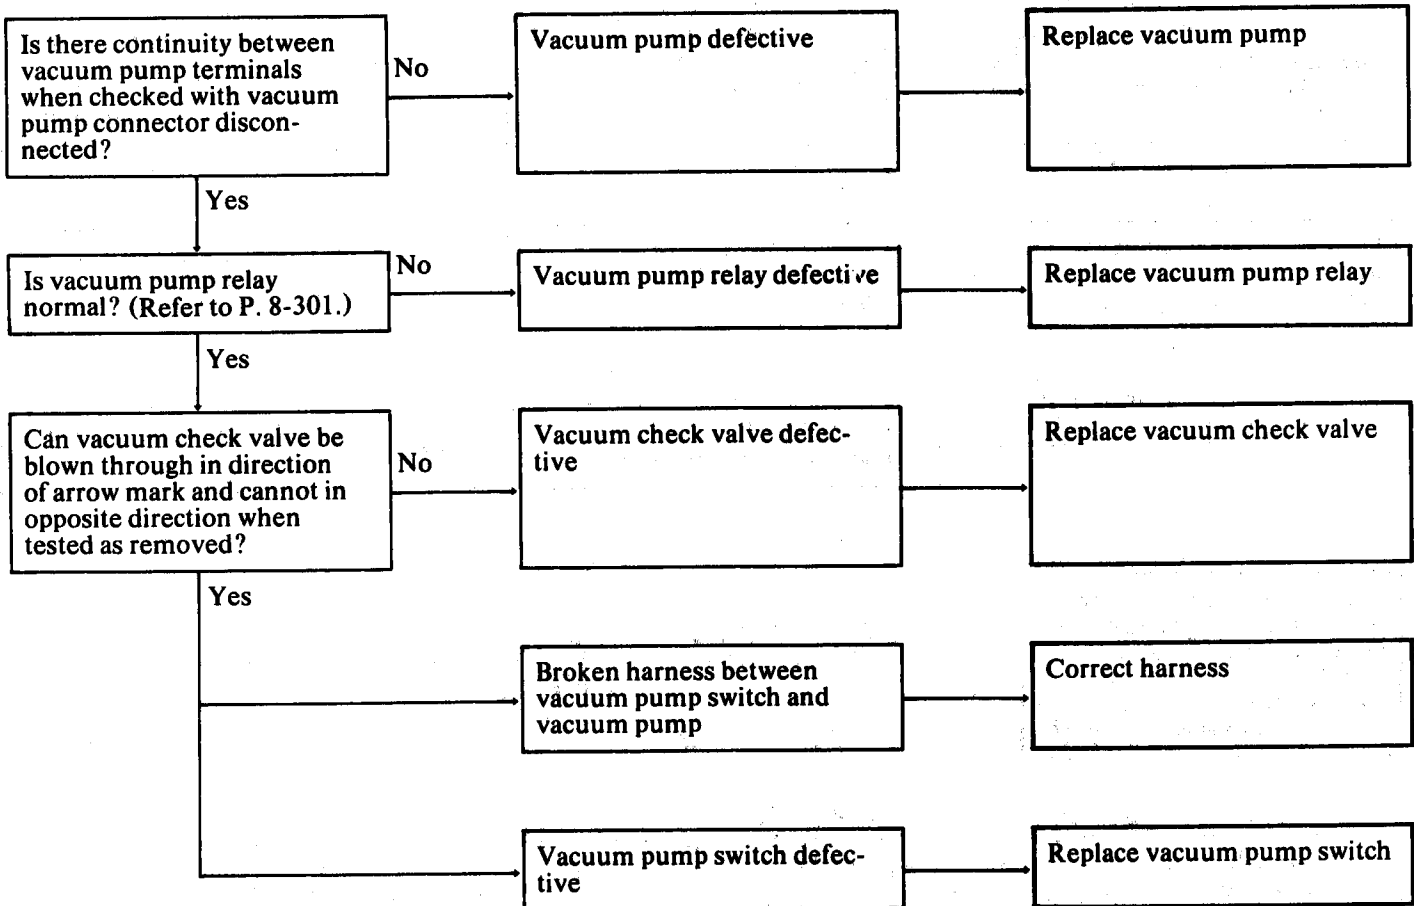 Is there continuity between
vacuum pump terminals
when checked with vacuum
pump connector discon-
nected?
No
Vacuum pump defective
Replace vacuum pump
Yes
Is vacuum pump relay
normal? (Refer to P. 8-301.)
No
Vacuum pump relay defective
Replace vacuum pump relay
Yes
Can vacuum check valve be
blown through in direction
of arrow mark and cannot in
opposite direction when
tested as removed?
No
Vacuum check valve defec-
tive
Replace vacuum check valve
Yes
Broken harness between
vacuum pump switch and
vacuum pump
Correct harness
Vacuum pump switch defec-
tive
Replace vacuum pump switch